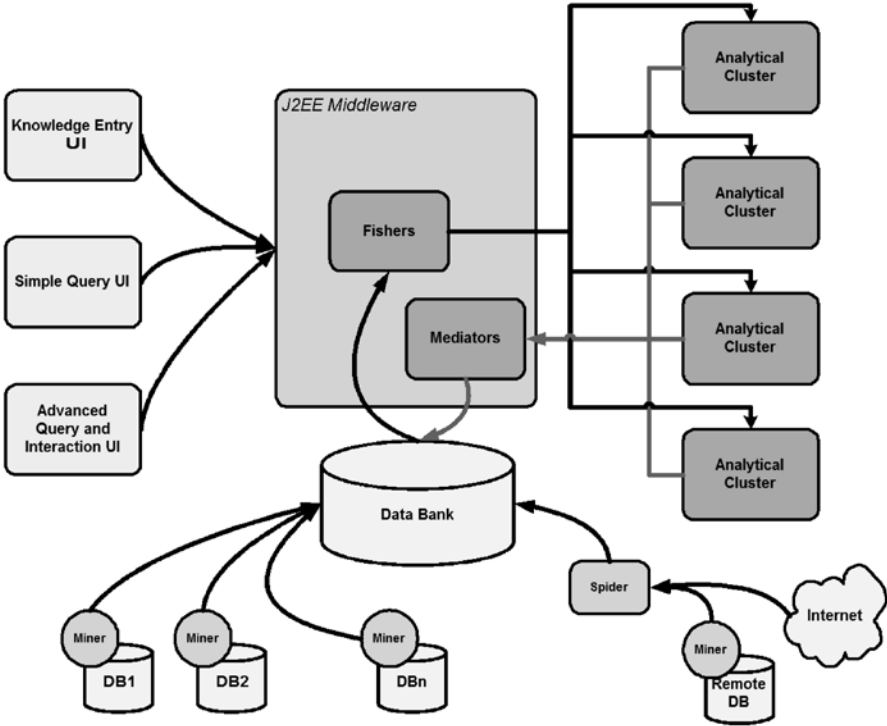 Analytical
Cluster
J2EE Middleware
Knowledge Entry
UI
Analytical
Cluster
Fishers
Simple Query UI
Analytical
Cluster
Mediators
Advanced
Query and
Interaction UI
Analytical
Cluster
Data Bank
Spider
Internet
Miner
DB1
Miner
DB2
Miner
DBn
Miner
Remote
DB